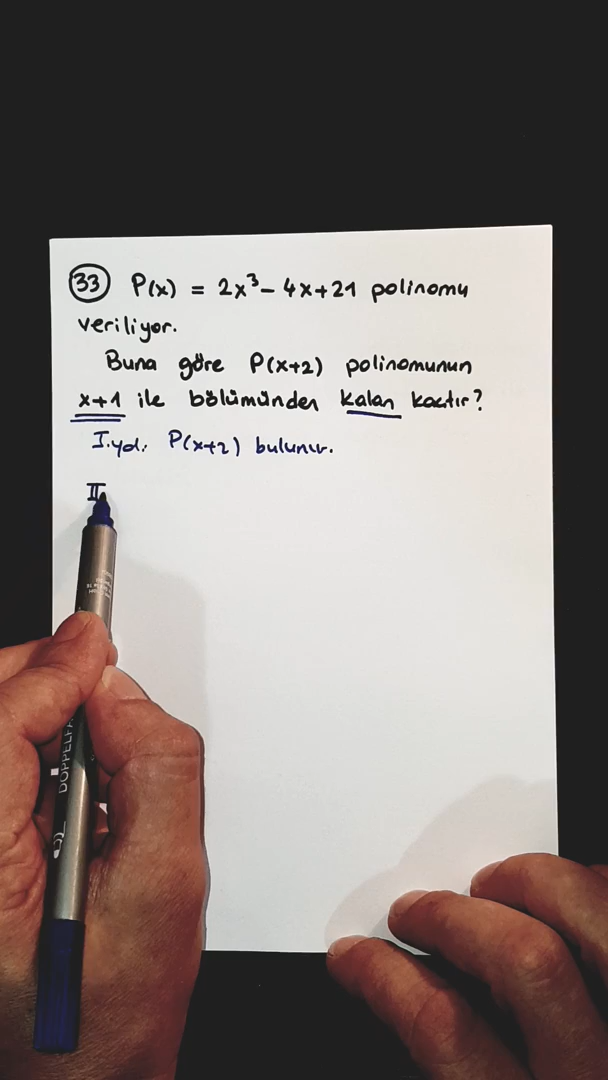 33 P(x) = 2x³ - 4x + 21 polinomu
veriliyor.
Buna göre P(x+2) polinomunun
x+1 ile bölümünden kalan kaçtır?
I.yol: P(x+2) bulunur.
II
DOPPELFA